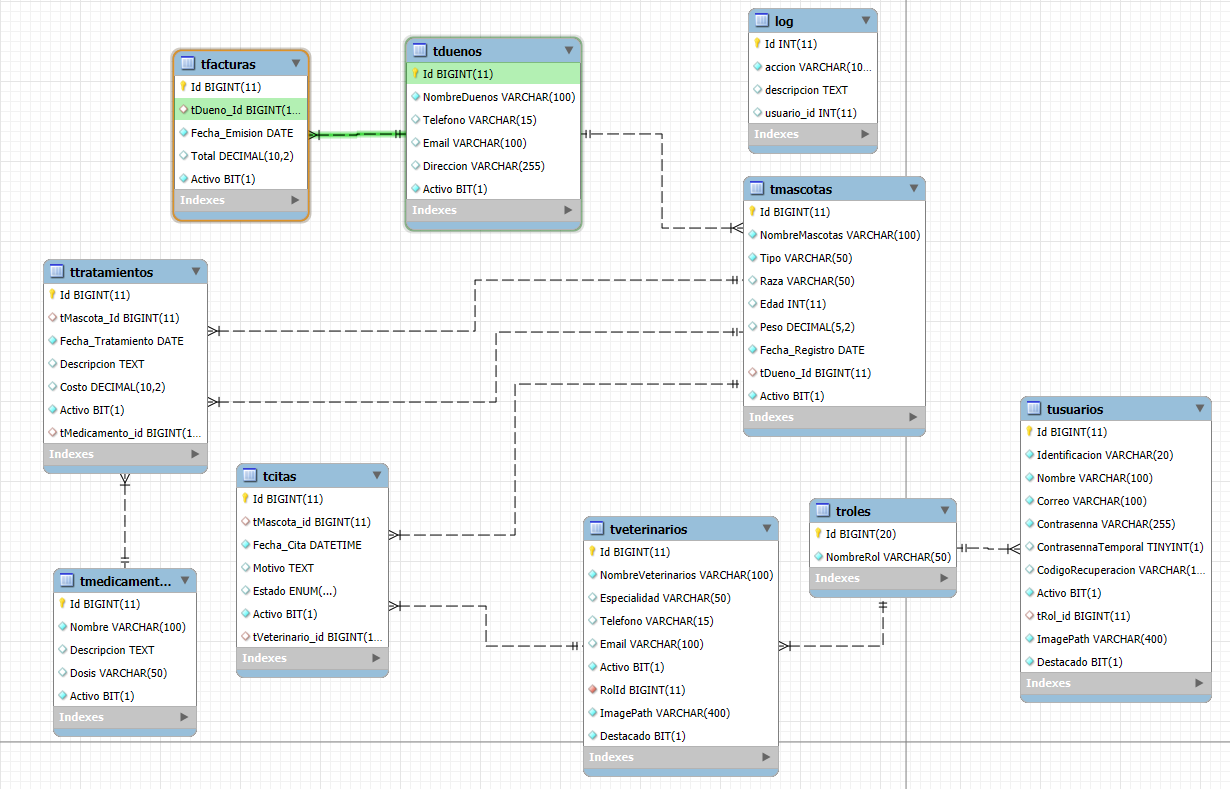 log
Id INT(11)
accion VARCHAR(10...
descripcion TEXT
usuario_id INT(11)
Indexes
tfacturas
Id BIGINT(11)
tDueno_Id BIGINT(1...
Fecha_Emision DATE
Total DECIMAL(10,2)
Activo BIT(1)
Indexes
tduenos
Id BIGINT(11)
NombreDuenos VARCHAR(100)
Telefono VARCHAR(15)
Email VARCHAR(100)
Direccion VARCHAR(255)
Activo BIT(1)
Indexes
tmascotas
Id BIGINT(11)
NombreMascotas VARCHAR(100)
Tipo VARCHAR(50)
Raza VARCHAR(50)
Edad INT(11)
Peso DECIMAL(5,2)
Fecha_Registro DATE
tDueno_Id BIGINT(11)
Activo BIT(1)
Indexes
ttratamientos
Id BIGINT(11)
tMascota_Id BIGINT(11)
Fecha_Tratamiento DATE
Descripcion TEXT
Costo DECIMAL(10,2)
Activo BIT(1)
tMedicamento_id BIGINT(1...
Indexes
tusuarios
Id BIGINT(11)
Identificacion VARCHAR(20)
Nombre VARCHAR(100)
Correo VARCHAR(100)
Contrasenna VARCHAR(255)
ContrasennaTemporal TINYINT(1)
CodigoRecuperacion VARCHAR(1...
Activo BIT(1)
tRol_id BIGINT(11)
ImagePath VARCHAR(400)
Destacado BIT(1)
Indexes
tcitas
Id BIGINT(11)
tMascota_id BIGINT(11)
Fecha_Cita DATETIME
Motivo TEXT
Estado ENUM(...)
Activo BIT(1)
tVeterinario_id BIGINT(1...
Indexes
troles
Id BIGINT(20)
NombreRol VARCHAR(50)
Indexes
tveterinarios
Id BIGINT(11)
NombreVeterinarios VARCHAR(100)
Especialidad VARCHAR(50)
Telefono VARCHAR(15)
Email VARCHAR(100)
Activo BIT(1)
RolId BIGINT(11)
ImagePath VARCHAR(400)
Destacado BIT(1)
Indexes
tmedicament...
Id BIGINT(11)
Nombre VARCHAR(100)
Descripcion TEXT
Dosis VARCHAR(50)
Activo BIT(1)
Indexes